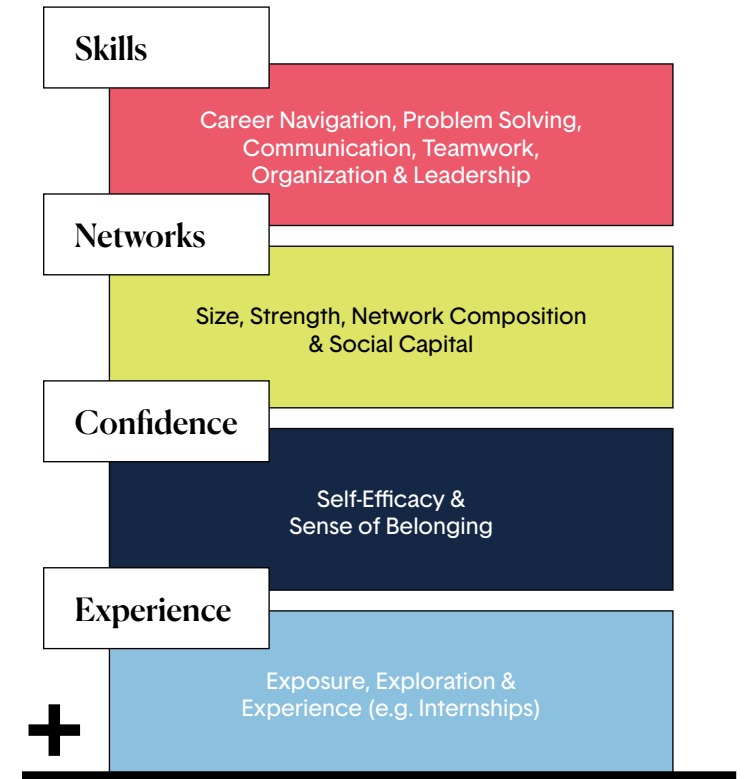 Skills
Career Navigation, Problem Solving,
Communication, Teamwork,
Organization & Leadership
Networks
Size, Strength, Network Composition
& Social Capital
Confidence
Self-Efficacy &
Sense of Belonging
Experience
Exposure, Exploration &
Experience (e.g. Internships)
+